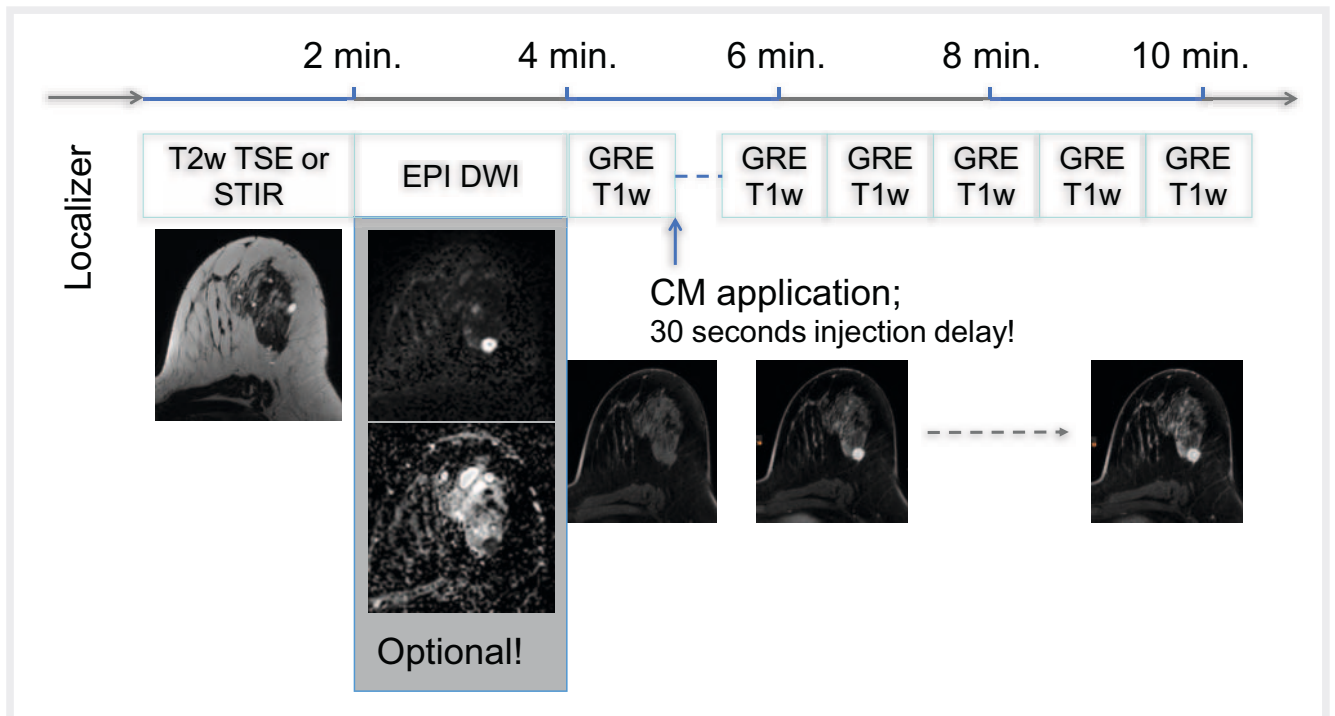 2 min.
4 min.
6 min.
8 min.
10 min.
Localizer
T2w TSE or
STIR
EPI DWI
GRE
T1w
GRE
T1w
GRE
T1w
GRE
T1w
GRE
T1w
GRE
T1w
CM application;
30 seconds injection delay!
Optional!